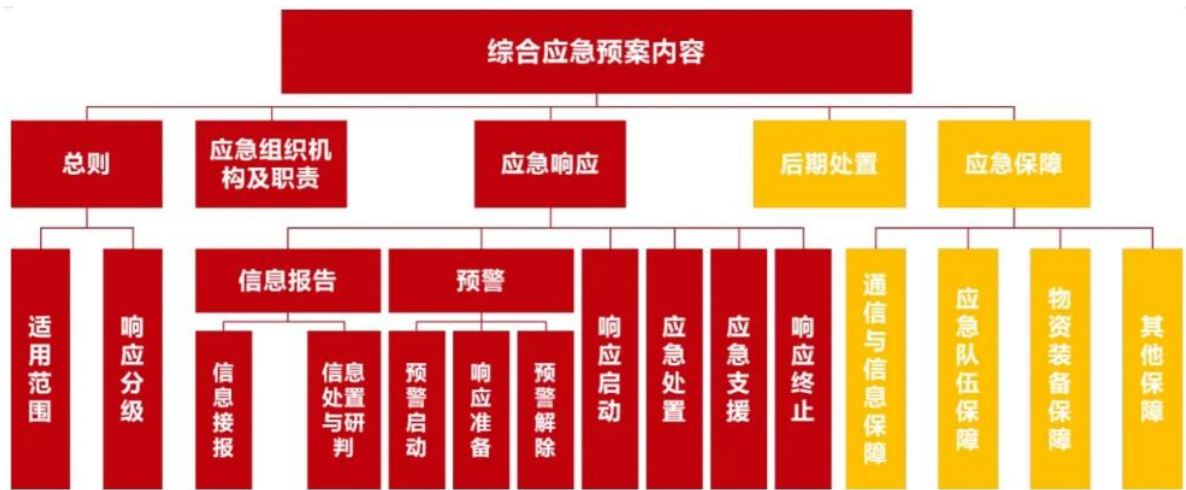 综合应急预案内容
总则
应急组织机
构及职责
应急响应
后期处置
应急保障
适用范围
响应分级
信息报告
预警
响应启动
应急处置
应急支援
响应终止
通信与信息保障
应急队伍保障
物资装备保障
其他保障
信息接报
信息
处置
与研
判
预警启动
响应准备
预警解除